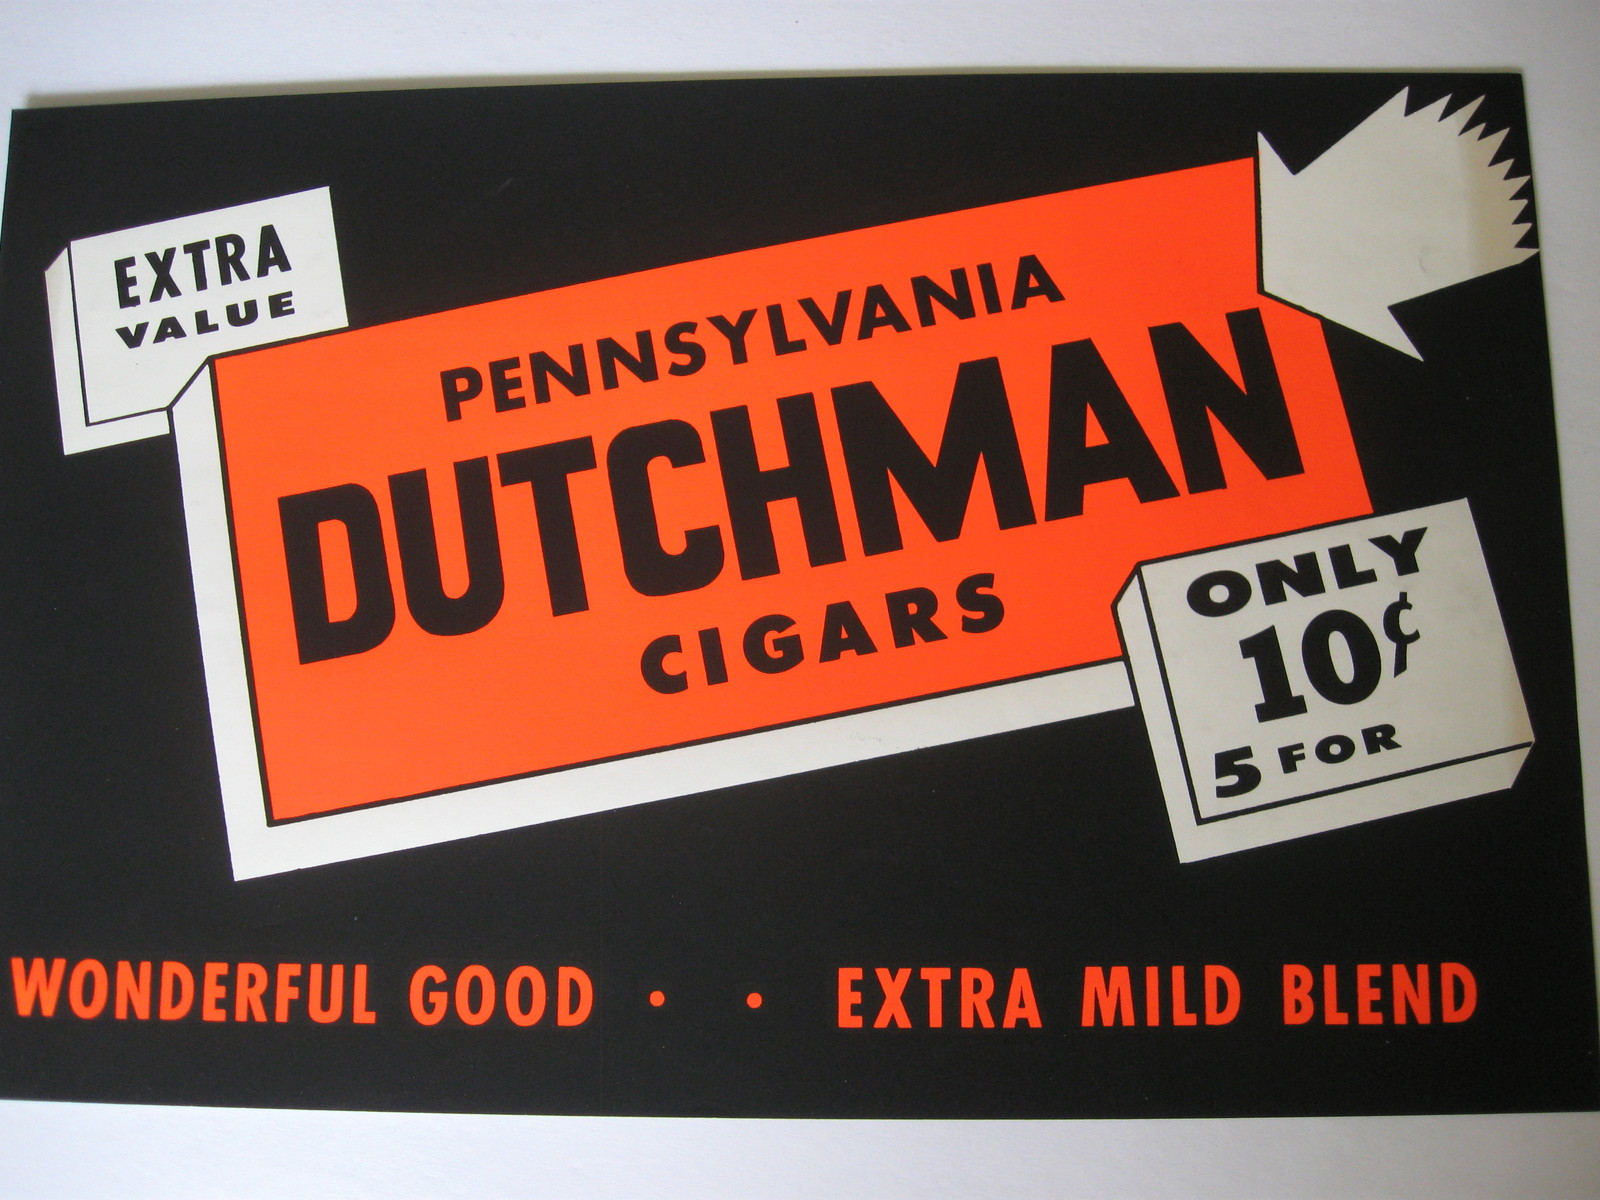 EXTRA
VALUE
PENNSYLVANIA
DUTCHMAN
CIGARS
ONLY
10¢
5 FOR
WONDERFUL GOOD • • EXTRA MILD BLEND